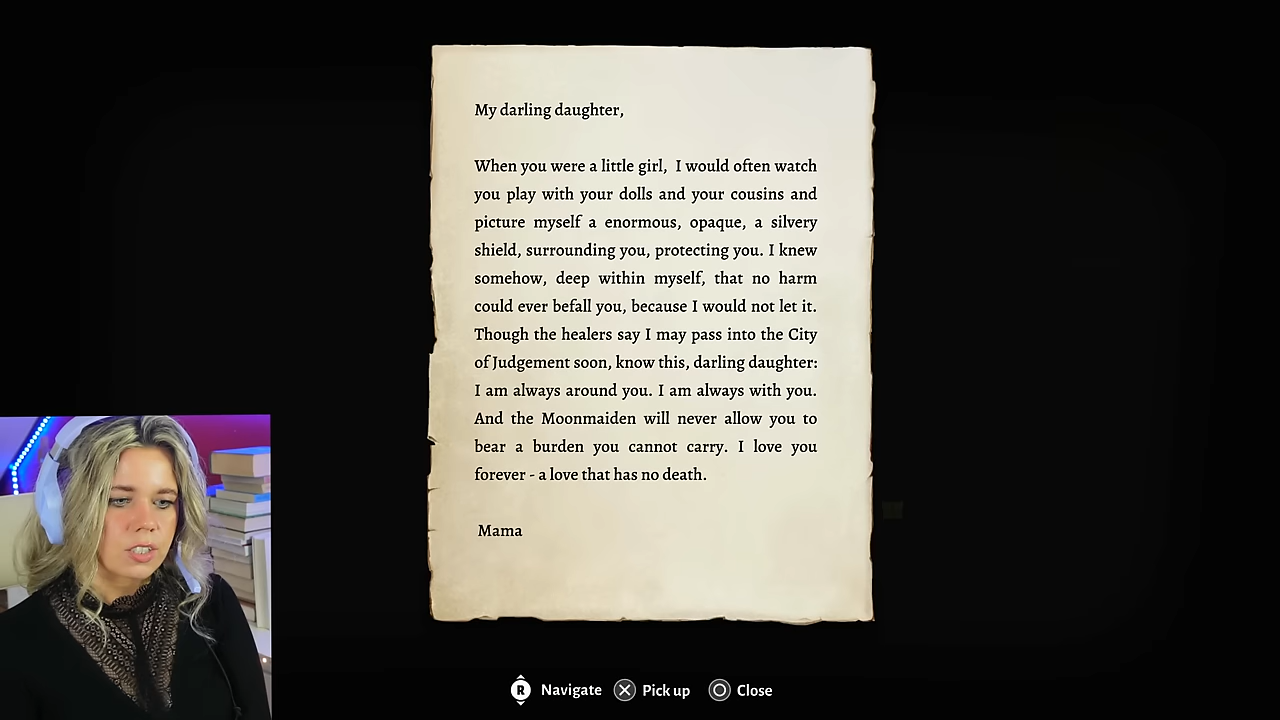 My darling daughter,
When you were a little girl, I would often watch
you play with your dolls and your cousins and
picture myself a enormous, opaque, a silvery
shield, surrounding you, protecting you. I knew
somehow, deep within myself, that no harm
could ever befall you, because I would not let it.
Though the healers say I may pass into the City
of Judgement soon, know this, darling daughter:
I am always around you. I am always with you.
And the Moonmaiden will never allow you to
bear a burden you cannot carry. I love you
forever - a love that has no death.
Mama
R Navigate Pick up Close